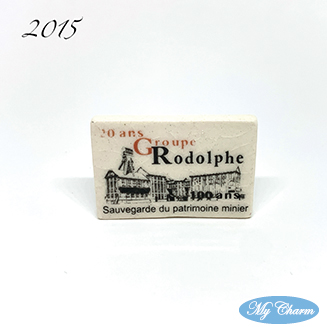 2015
20 ans
Groupe
Rodolphe
100 ans
Sauvegarde du patrimoine minier
My Charm